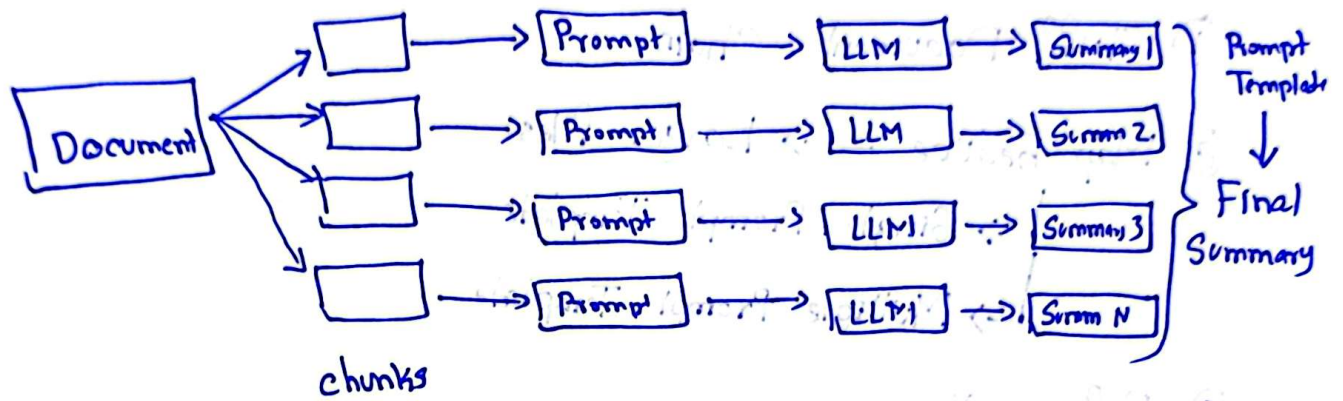 Document
Prompt
LLM
Summary 1
Prompt
LLM
Summ 2.
Prompt
LLM
Summary 3
Prompt
LLM
Summ N
Prompt
Template
Final
Summary
chunks